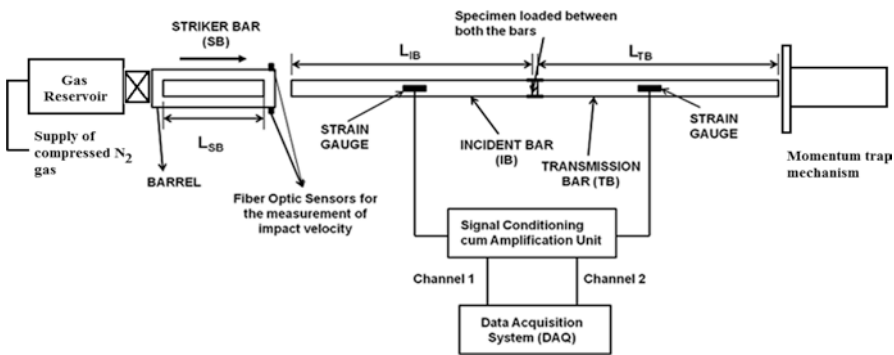 STRIKER BAR
(SB)
Specimen loaded between
both the bars
L_IB
L_TB
Gas
Reservoir
STRAIN
GAUGE
STRAIN
GAUGE
Supply of
compressed N₂
gas
L_SB
INCIDENT BAR
(IB)
TRANSMISSION
BAR (TB)
Momentum trap
mechanism
BARREL
Fiber Optic Sensors for
the measurement of
impact velocity
Signal Conditioning
cum Amplification Unit
Channel 1
Channel 2
Data Acquisition
System (DAQ)